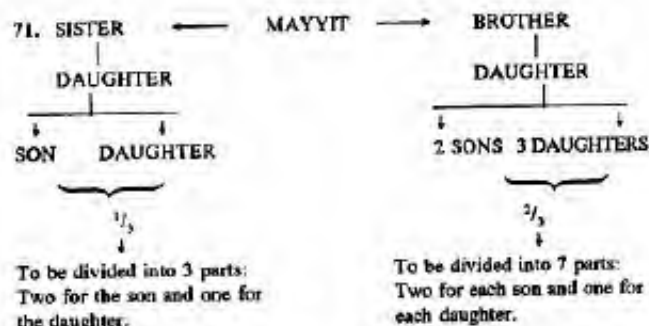 71. SISTER MAYYIT BROTHER
DAUGHTER DAUGHTER
SON DAUGHTER 2 SONS 3 DAUGHTERS
1/3 2/3
To be divided into 3 parts:
Two for the son and one for
the daughter.
To be divided into 7 parts:
Two for each son and one for
each daughter.